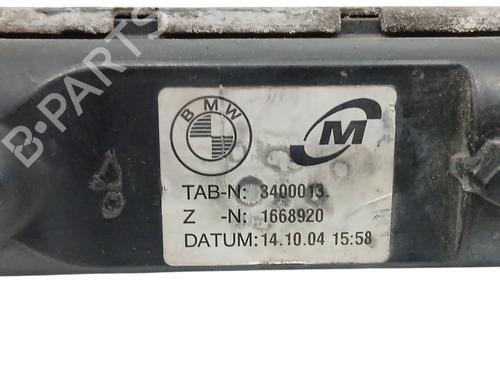 B-PARTS
BMW
M
TAB-N: 3400013.
Z -N: 1668920
DATUM:14.10.04 15:58